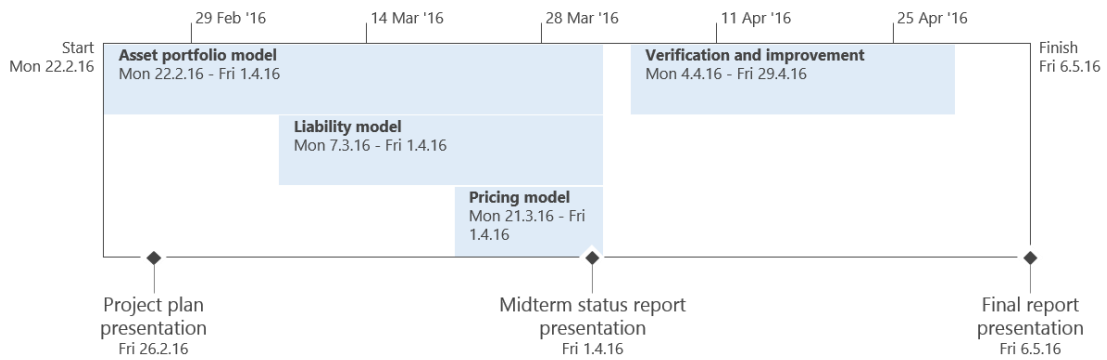 29 Feb '16
14 Mar '16
28 Mar '16
11 Apr '16
25 Apr '16
Start
Mon 22.2.16
Asset portfolio model
Mon 22.2.16 - Fri 1.4.16
Verification and improvement
Mon 4.4.16 - Fri 29.4.16
Finish
Fri 6.5.16
Liability model
Mon 7.3.16 - Fri 1.4.16
Pricing model
Mon 21.3.16 - Fri
1.4.16
Project plan
presentation
Fri 26.2.16
Midterm status report
presentation
Fri 1.4.16
Final report
presentation
Fri 6.5.16